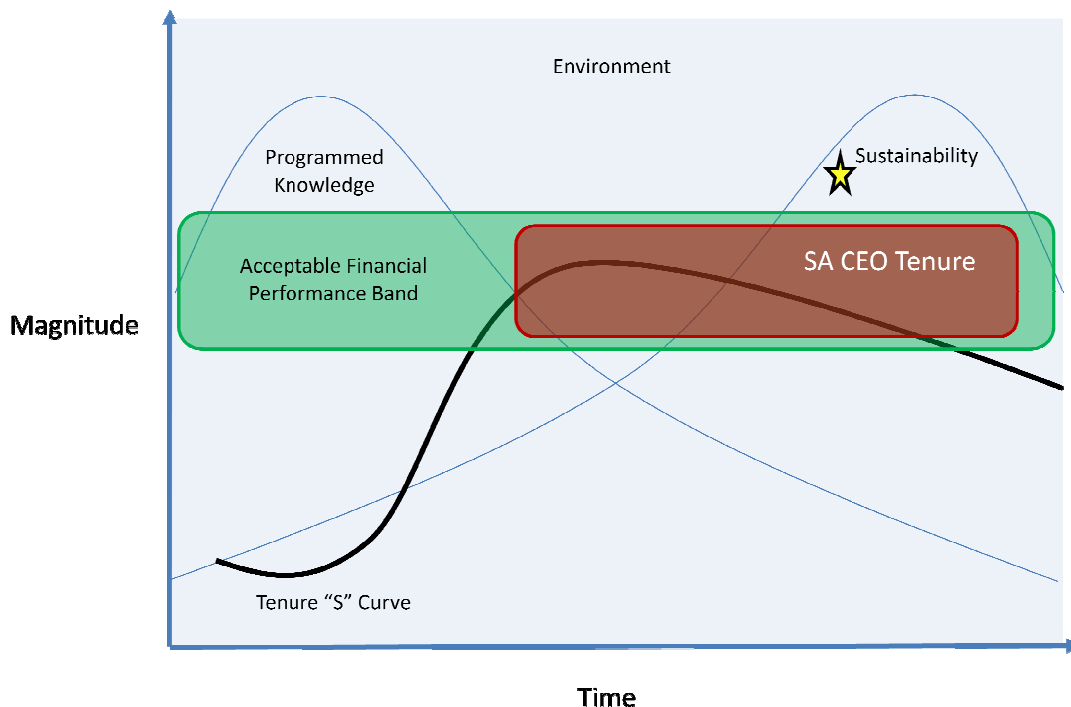 Environment
Programmed
Knowledge
Sustainability
Acceptable Financial
Performance Band
SA CEO Tenure
Magnitude
Tenure “S” Curve
Time